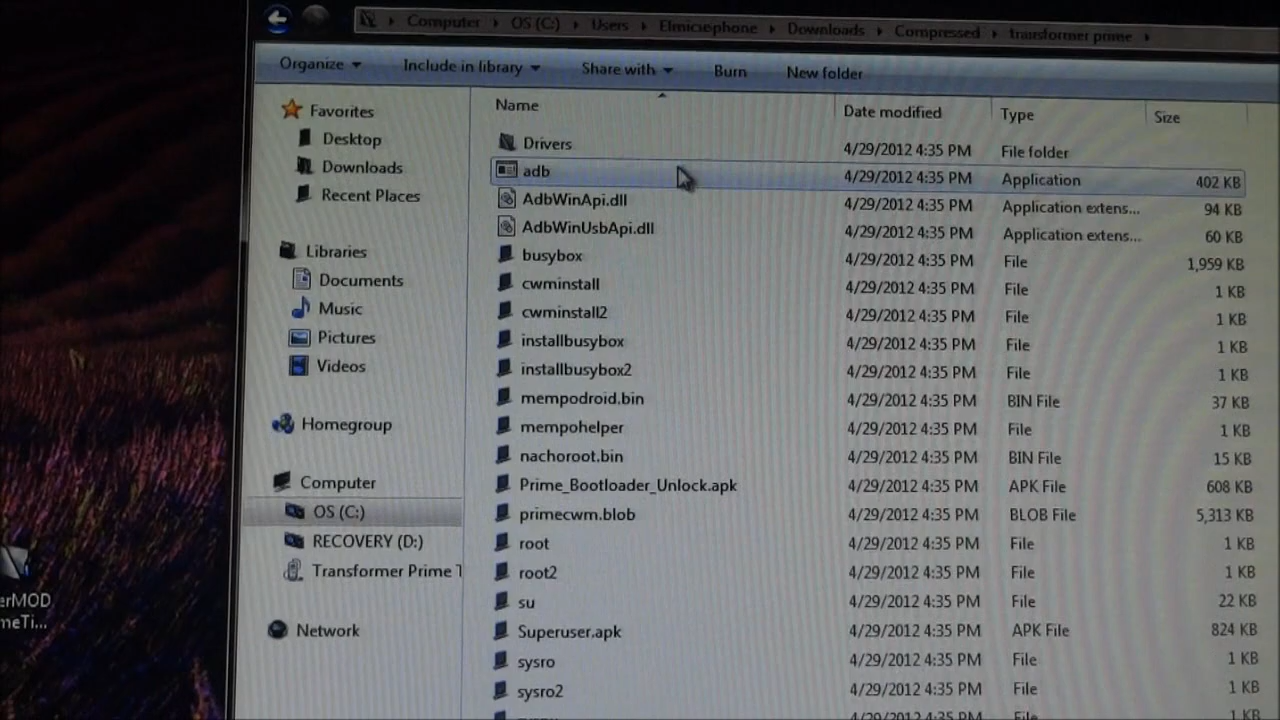 Computer OS (C:) Users Elmicisphone Downloads Compressed transformer prime
Organize Include in library Share with Burn New folder
Favorites
Desktop
Downloads
Recent Places
Libraries
Documents
Music
Pictures
Videos
Homegroup
Computer
OS (C:)
RECOVERY (D:)
Transformer Prime T
Network
Name Date modified Type Size
Drivers 4/29/2012 4:35 PM File folder
adb 4/29/2012 4:35 PM Application 402 KB
AdbWinApi.dll 4/29/2012 4:35 PM Application extens... 94 KB
AdbWinUsbApi.dll 4/29/2012 4:35 PM Application extens... 60 KB
busybox 4/29/2012 4:35 PM File 1,959 KB
cwminstall 4/29/2012 4:35 PM File 1 KB
cwminstall2 4/29/2012 4:35 PM File 1 KB
installbusybox 4/29/2012 4:35 PM File 1 KB
installbusybox2 4/29/2012 4:35 PM File 1 KB
mempodroid.bin 4/29/2012 4:35 PM BIN File 37 KB
mempohelper 4/29/2012 4:35 PM File 1 KB
nachoroot.bin 4/29/2012 4:35 PM BIN File 15 KB
Prime_Bootloader_Unlock.apk 4/29/2012 4:35 PM APK File 608 KB
primecwm.blob 4/29/2012 4:35 PM BLOB File 5,313 KB
root 4/29/2012 4:35 PM File 1 KB
root2 4/29/2012 4:35 PM File 1 KB
su 4/29/2012 4:35 PM File 22 KB
Superuser.apk 4/29/2012 4:35 PM APK File 824 KB
sysro 4/29/2012 4:35 PM File 1 KB
sysro2 4/29/2012 4:35 PM File 1 KB
4/29/2012 4:35 PM File 1 KB
erMOD
meTi...